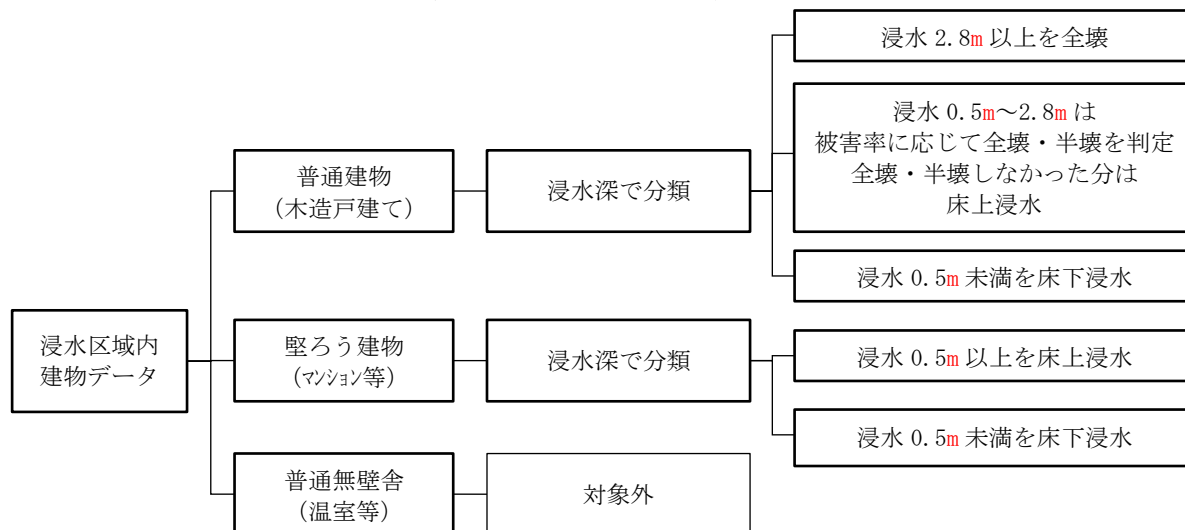 浸水区域内
建物データ
普通建物
(木造戸建て)
浸水深で分類
浸水 2.8m 以上を全壊
浸水 0.5m～2.8m は
被害率に応じて全壊・半壊を判定
全壊・半壊しなかった分は
床上浸水
浸水 0.5m 未満を床下浸水
堅ろう建物
(ﾏﾝｼｮﾝ等)
浸水深で分類
浸水 0.5m 以上を床上浸水
浸水 0.5m 未満を床下浸水
普通無壁舎
(温室等)
対象外